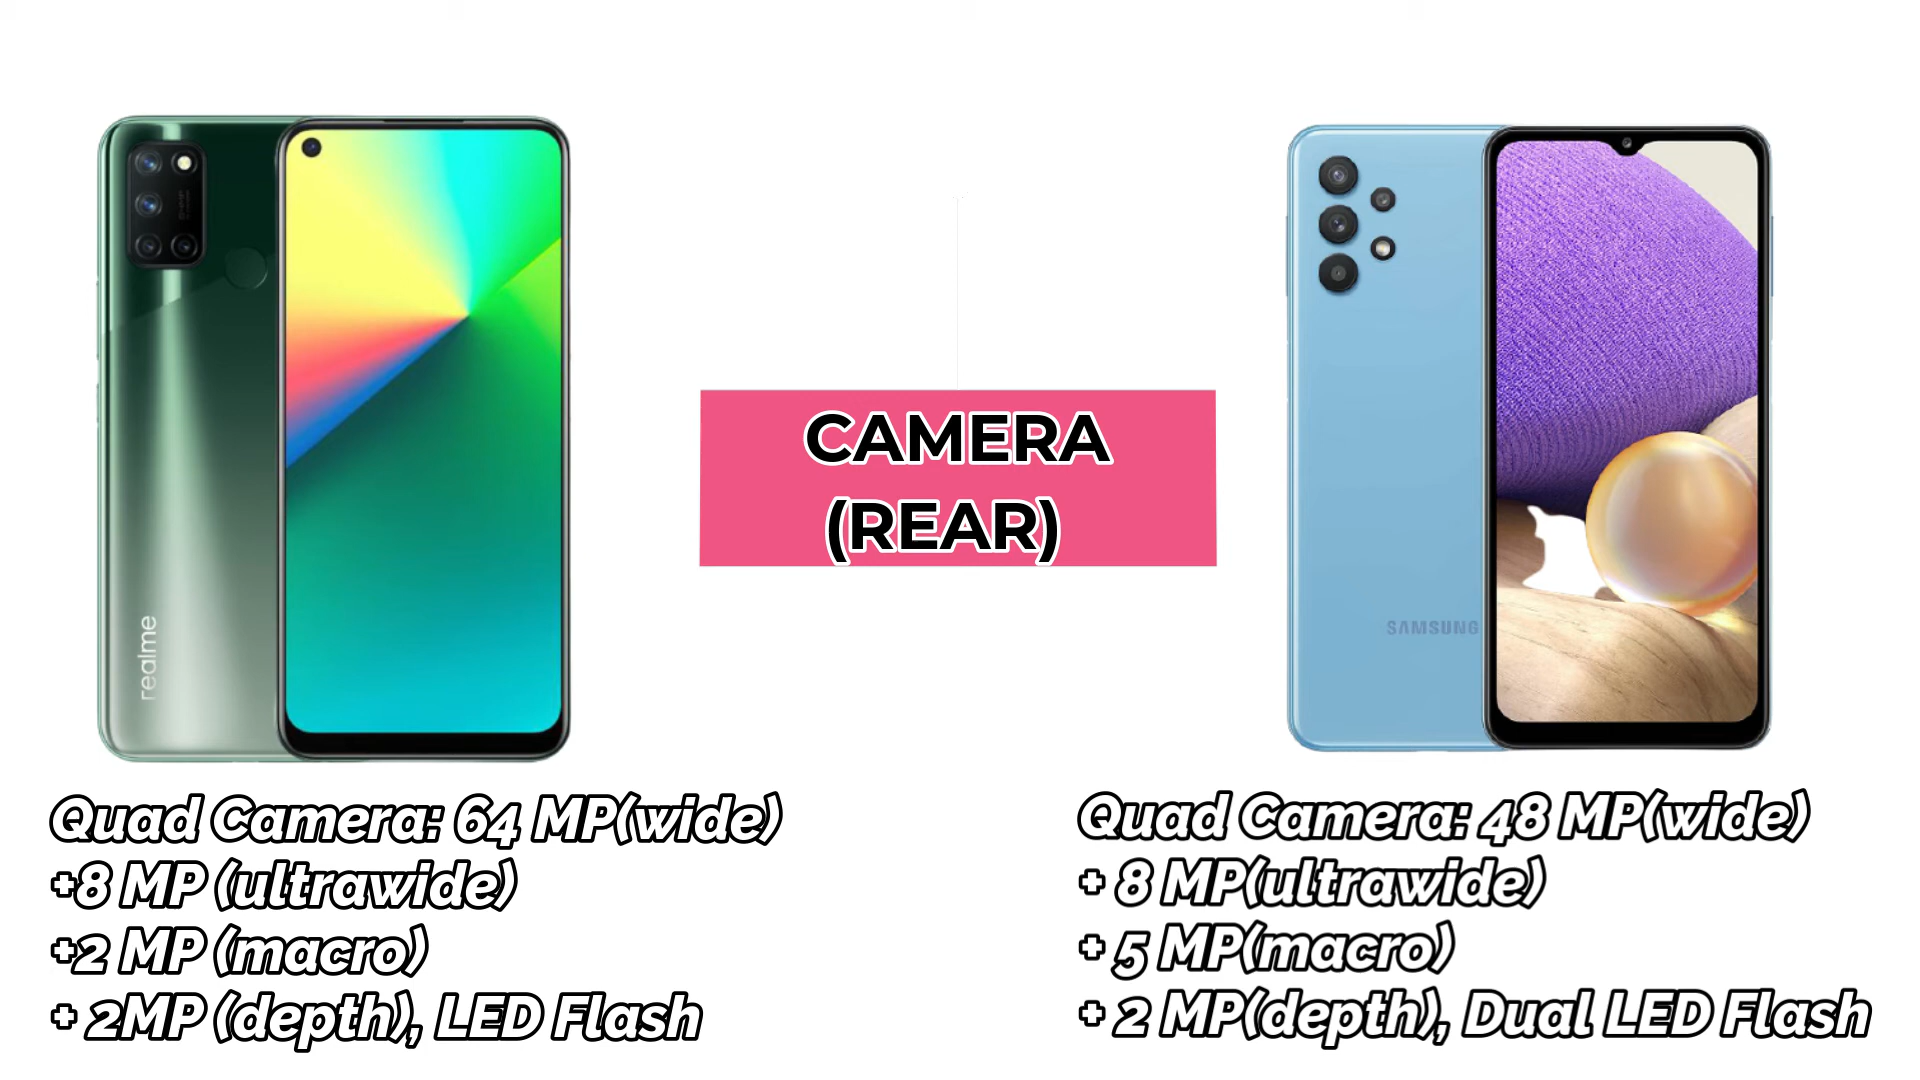 CAMERA
(REAR)
realme
SAMSUNG
Quad Camera: 64 MP(wide)
+8 MP (ultrawide)
+2 MP (macro)
+ 2MP (depth), LED Flash
Quad Camera: 48 MP(wide)
+ 8 MP(ultrawide)
+ 5 MP(macro)
+ 2 MP(depth), Dual LED Flash